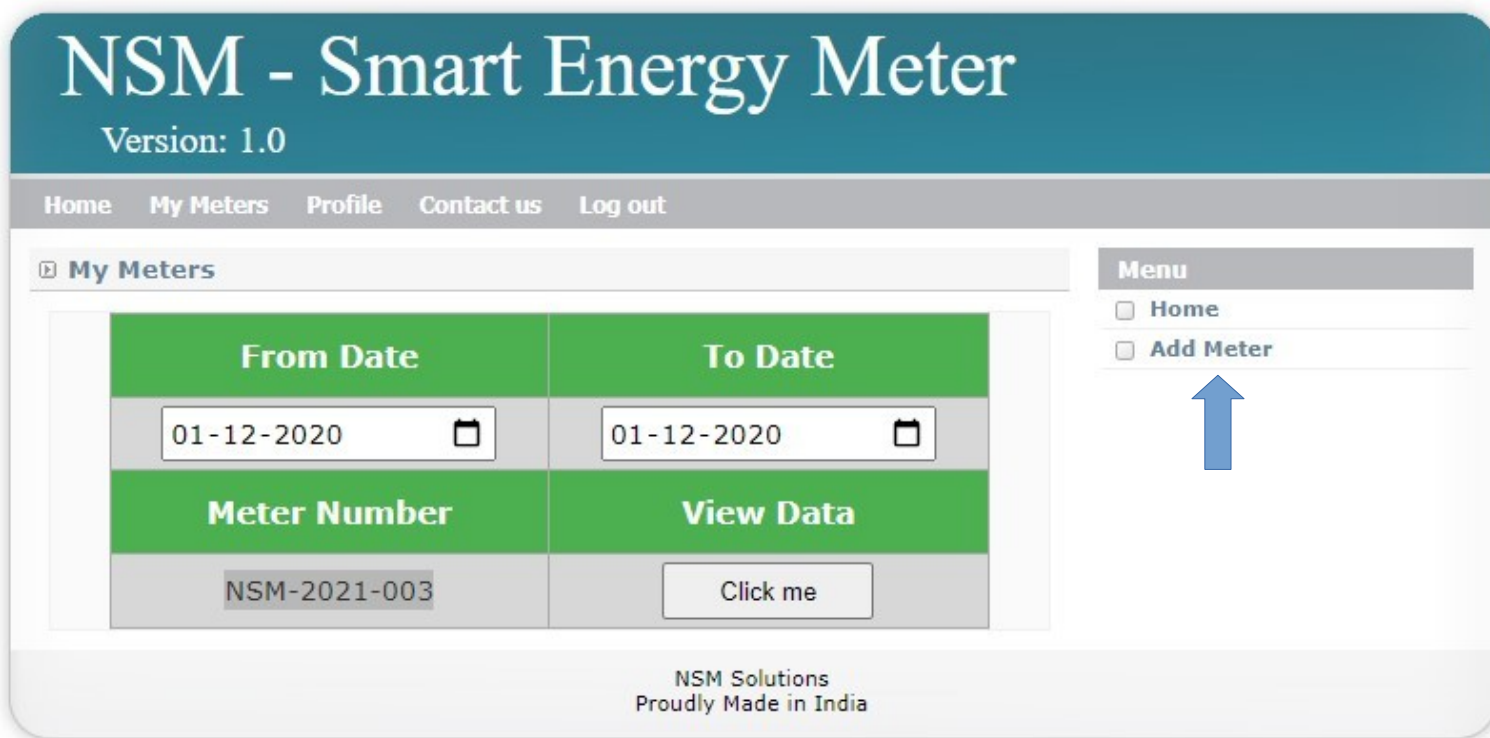 NSM - Smart Energy Meter
Version: 1.0
Home My Meters Profile Contact us Log out
My Meters
From Date To Date
01-12-2020 01-12-2020
Meter Number View Data
NSM-2021-003 Click me
Menu
Home
Add Meter
NSM Solutions
Proudly Made in India